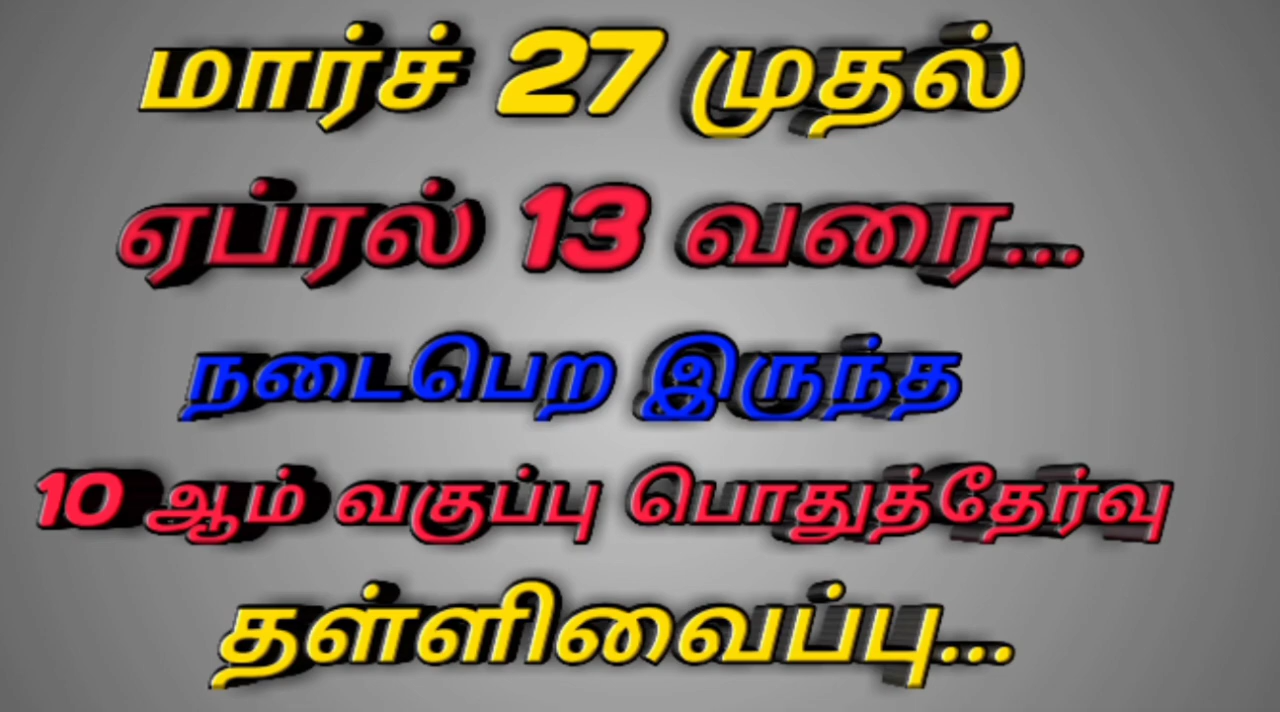 மார்ச் 27 முதல்
ஏப்ரல் 13 வரை...
நடைபெற இருந்த
10 ஆம் வகுப்பு பொதுத்தேர்வு
தள்ளிவைப்பு...